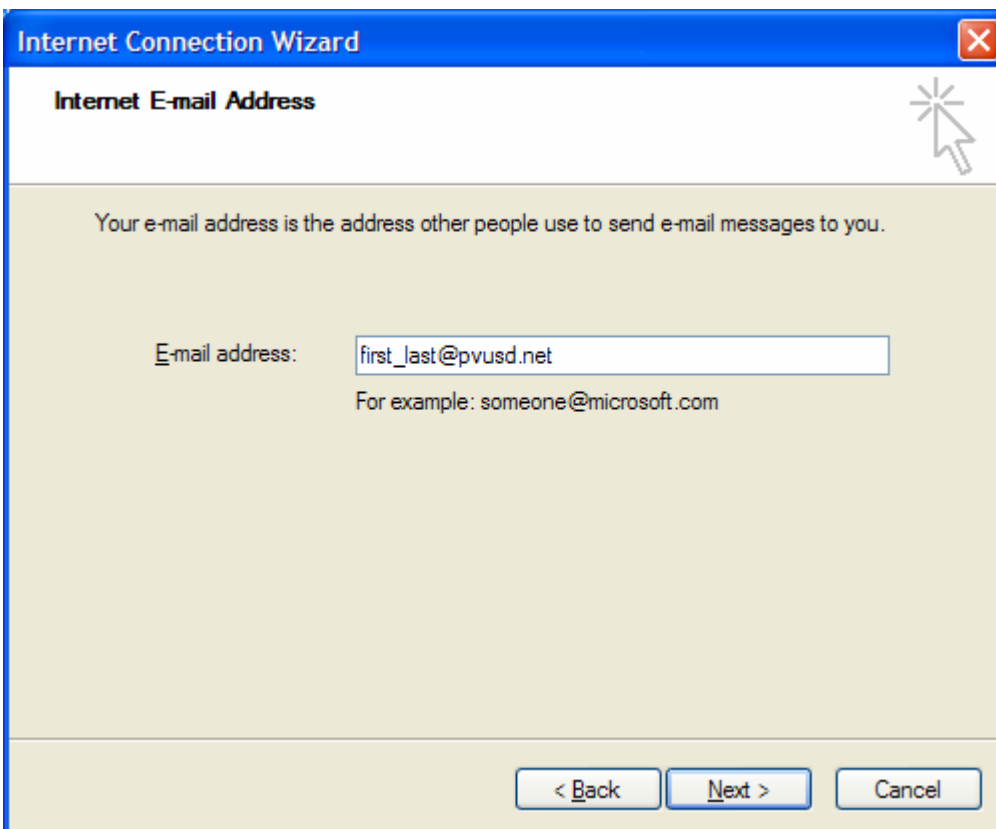 Internet Connection Wizard
Internet E-mail Address
Your e-mail address is the address other people use to send e-mail messages to you.
E-mail address: first_last@pvusd.net
For example: someone@microsoft.com
< Back Next > Cancel